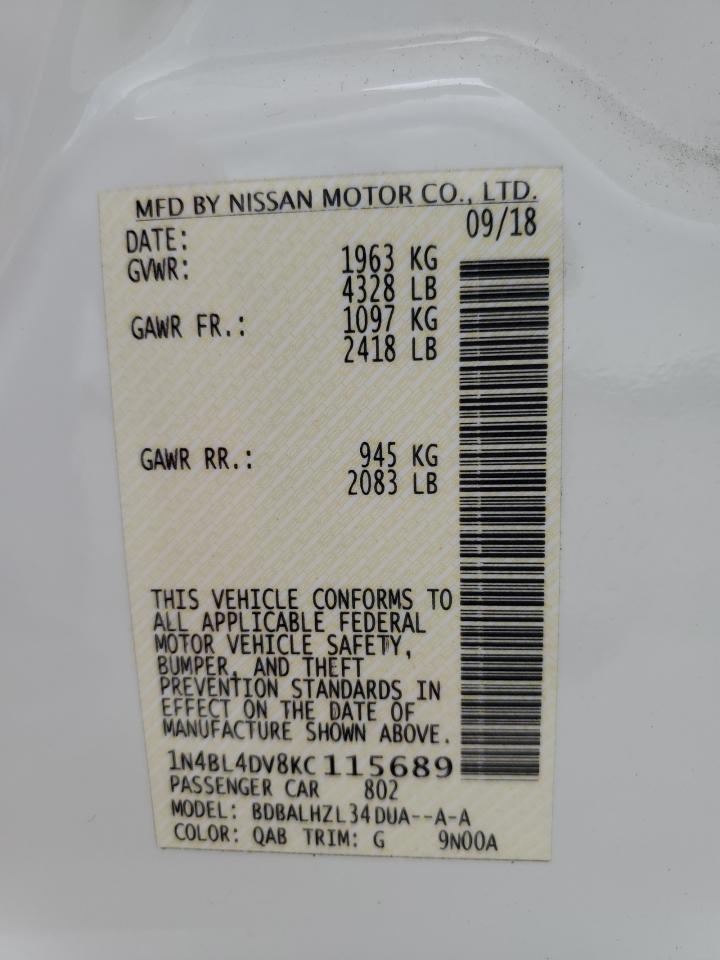 MFD BY NISSAN MOTOR CO., LTD.
DATE: 09/18
GVWR: 1963 KG
4328 LB
GAWR FR.: 1097 KG
2418 LB
GAWR RR.: 945 KG
2083 LB
THIS VEHICLE CONFORMS TO
ALL APPLICABLE FEDERAL
MOTOR VEHICLE SAFETY,
BUMPER, AND THEFT
PREVENTION STANDARDS IN
EFFECT ON THE DATE OF
MANUFACTURE SHOWN ABOVE.
1N4BL4DV8KC115689
PASSENGER CAR 802
MODEL: BDBALHZL34DUA--A-A
COLOR: QAB TRIM: G 9N00A